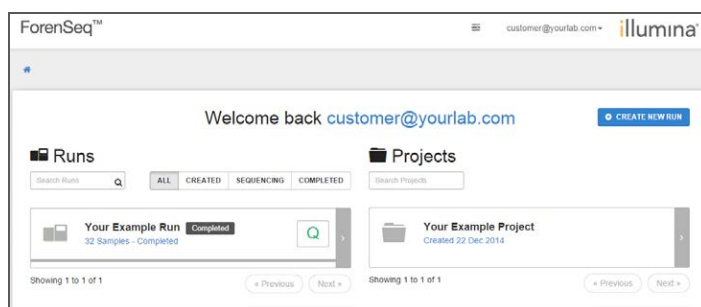 ForenSeq™
customer@yourlab.com
illumina®
Welcome back customer@yourlab.com
CREATE NEW RUN
Runs
Search Runs
ALL
CREATED
SEQUENCING
COMPLETED
Your Example Run Completed
32 Samples - Completed
Q
Showing 1 to 1 of 1
« Previous
Next »
Projects
Search Projects
Your Example Project
Created 22 Dec 2014
Showing 1 to 1 of 1
« Previous
Next »